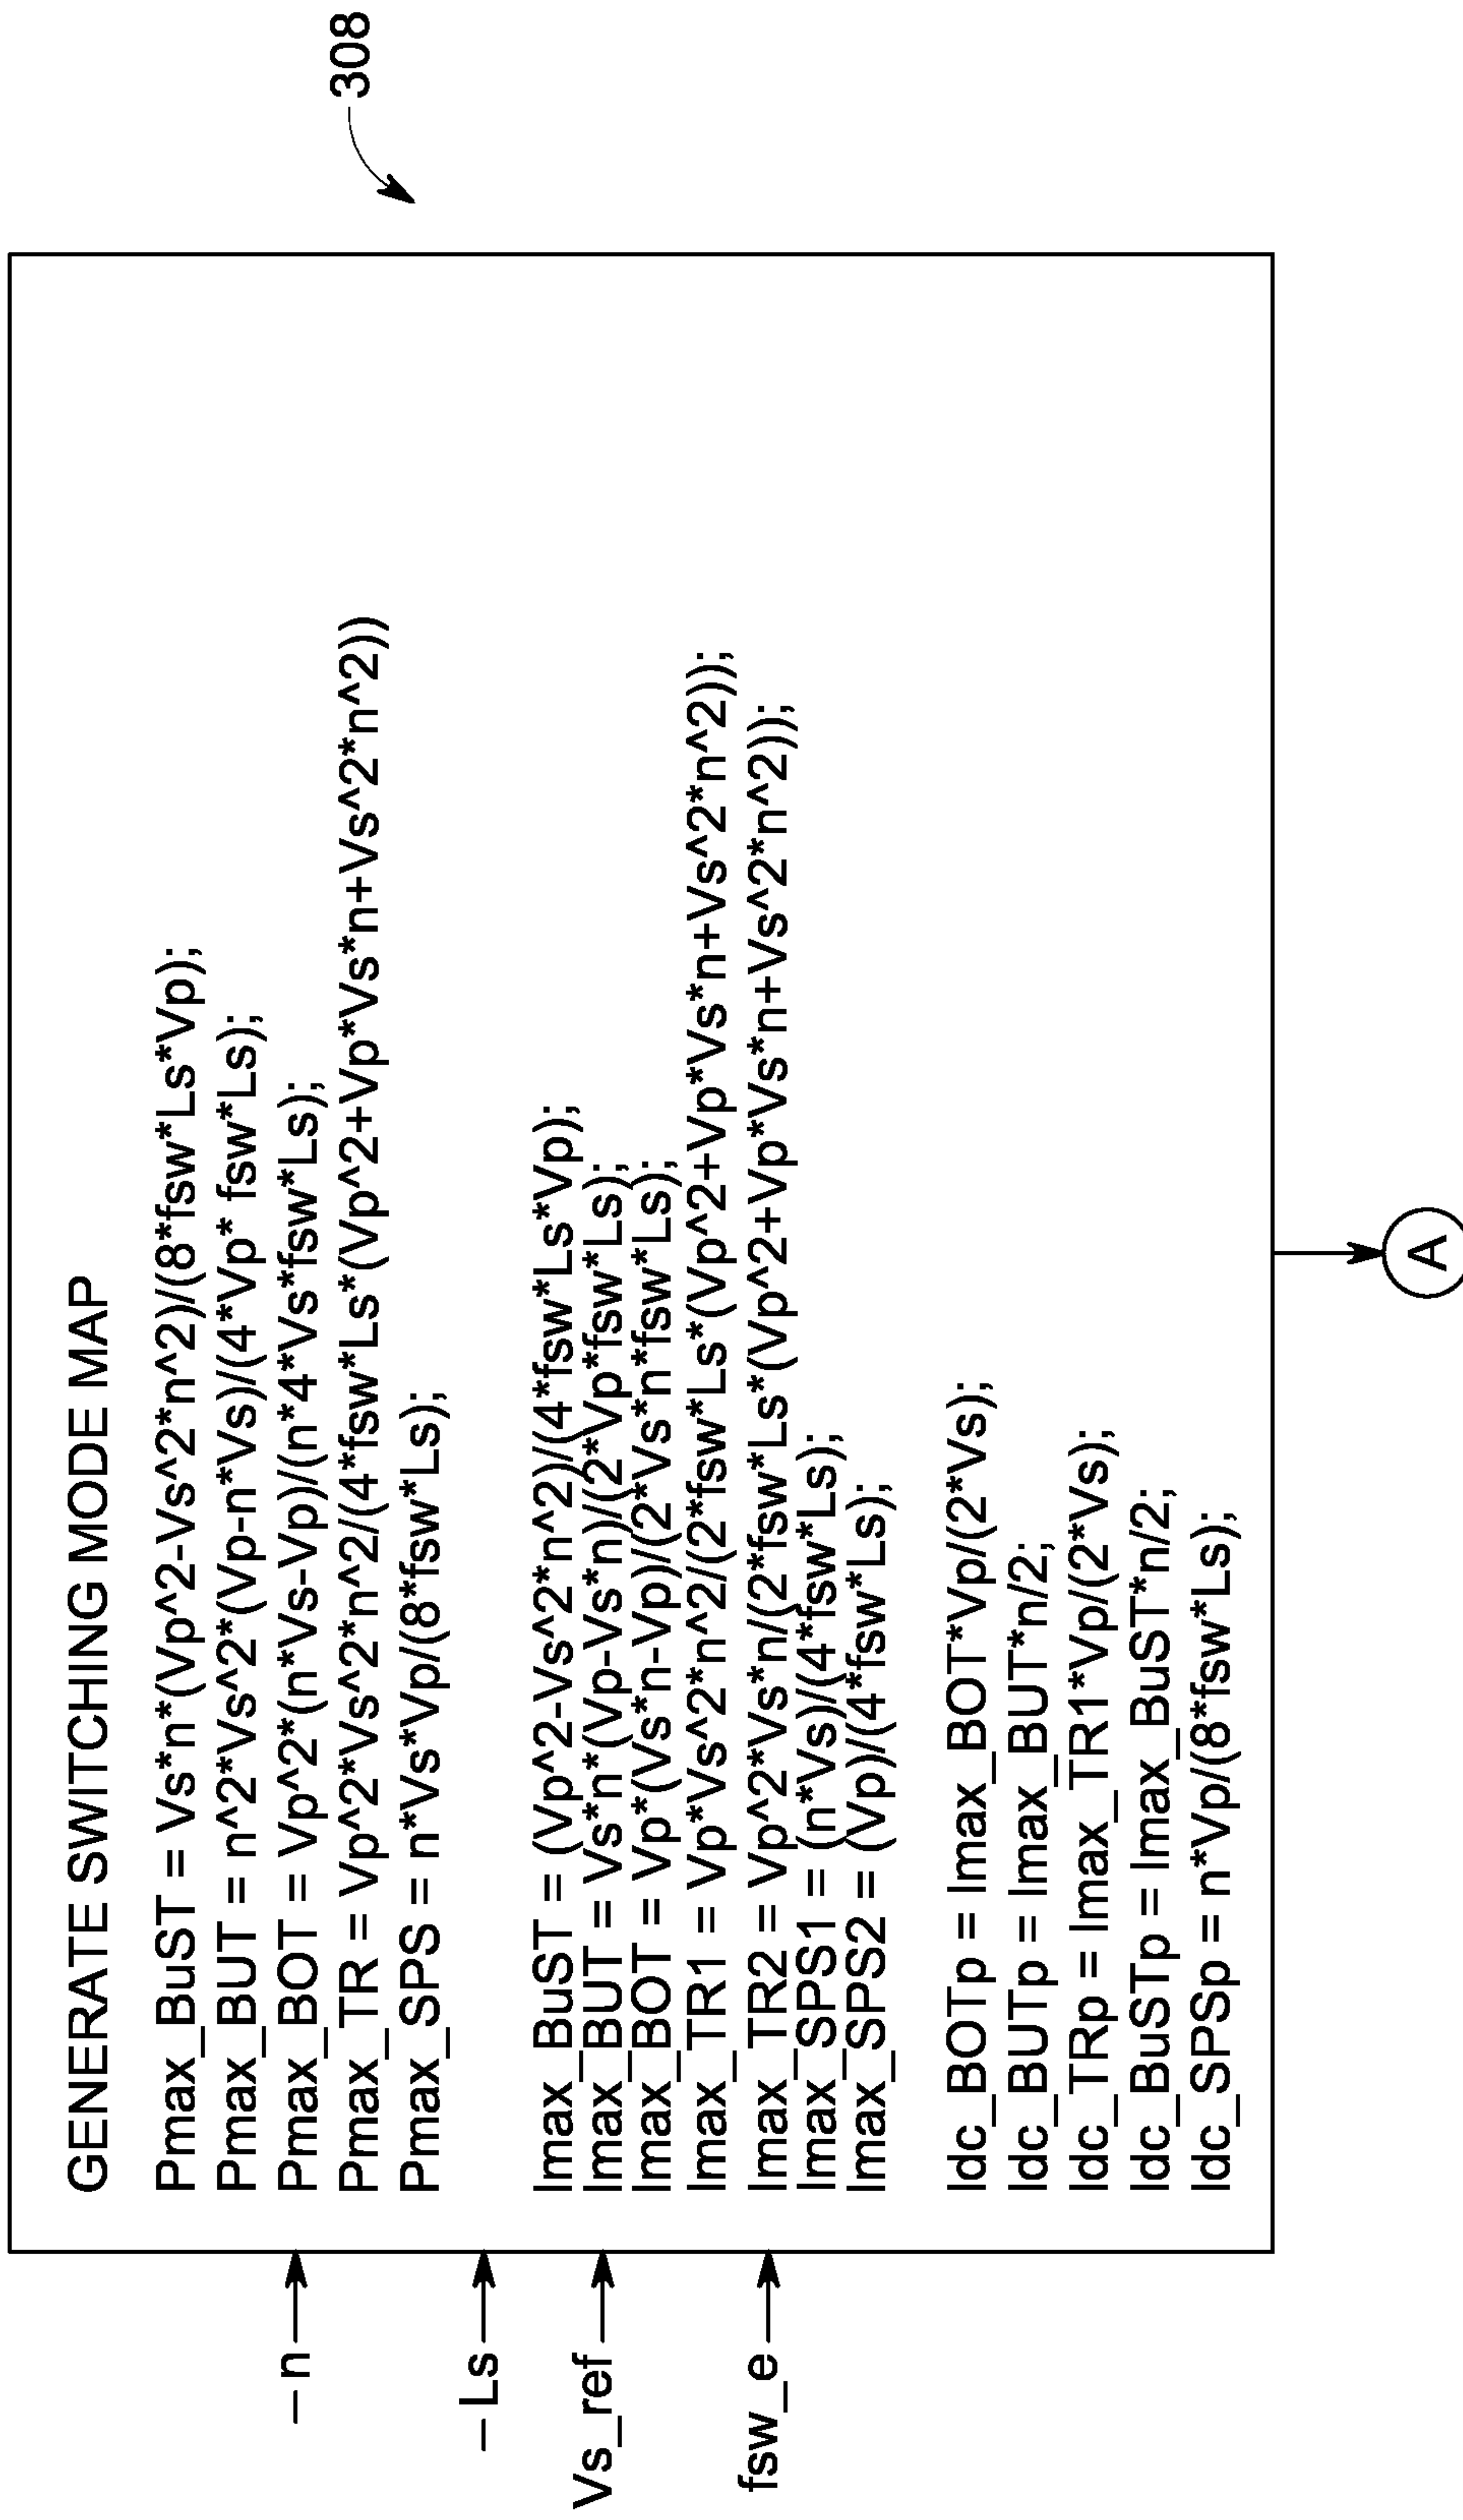 308
GENERATE SWITCHING MODE MAP
Pmax_BuST = Vs*n*(Vp^2-Vs^2*n^2)/(8*fsw*Ls*Vp);
Pmax_BUT = n^2*Vs^2*(Vp-n*Vs)/(4*Vp* fsw*Ls);
Pmax_BOT = Vp^2*(n*Vs-Vp)/(n*4*Vs*fsw*Ls);
Pmax_TR = Vp^2*Vs^2*n^2/(4*fsw*Ls*(Vp^2+Vp*Vs*n+Vs^2*n^2))
Pmax_SPS = n*Vs*Vp/(8*fsw*Ls);
Imax_BuST = (Vp^2-Vs^2*n^2)/(4*fsw*Ls*Vp);
Imax_BUT = Vs*n*(Vp-Vs*n)/(2*Vp*fsw*Ls);
Imax_BOT = Vp*(Vs*n-Vp)/(2*Vs*n*fsw*Ls);
Imax_TR1 = Vp*Vs^2*n^2/(2*fsw*Ls*(Vp^2+Vp*Vs*n+Vs^2*n^2));
Imax_TR2 = Vp^2*Vs*n/(2*fsw*Ls*(Vp^2+Vp*Vs*n+Vs^2*n^2));
Imax_SPS1 = (n*Vs)/(4*fsw*Ls);
Imax_SPS2 = (Vp)/(4*fsw*Ls);
Idc_BOTp = Imax_BOT*Vp/(2*Vs);
Idc_BUTp = Imax_BUT*n/2;
Idc_TRp = Imax_TR1*Vp/(2*Vs);
Idc_BuSTp = Imax_BuST*n/2;
Idc_SPSp = n*Vp/(8*fsw*Ls);
n
Ls
Vs_ref
fsw_e
A